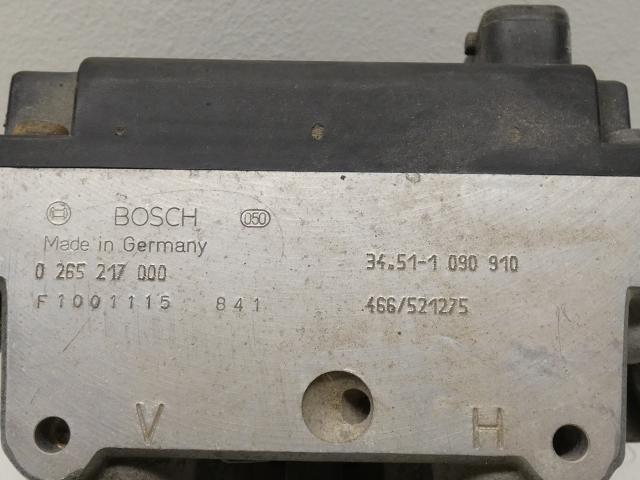 BOSCH 050
Made in Germany
0 265 217 000
34.51-1 090 910
F1001115 841
466/521275
V H